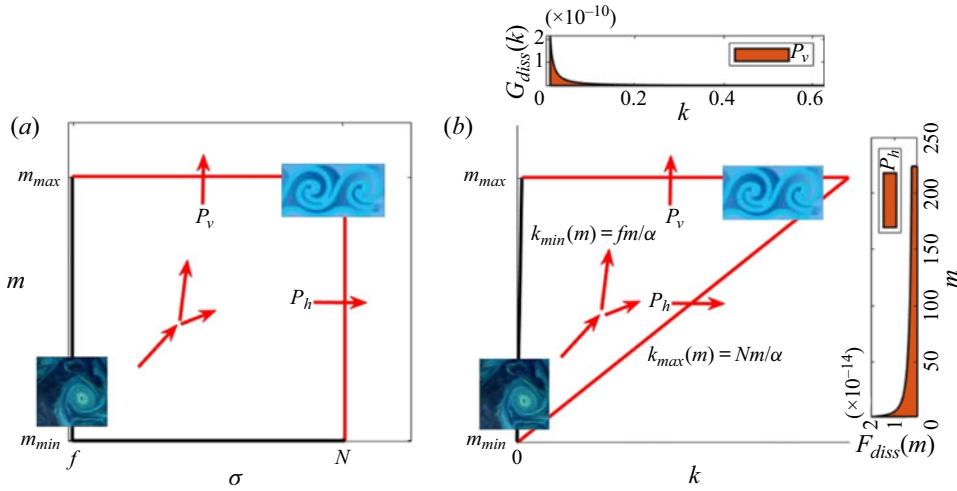 (×10−10)
G_diss(k)
2
1
P_v
0
0.2
0.4
0.6
k
(a)
m_max
P_v
m
P_h
m_min
f
N
σ
(b)
m_max
P_v
k_min(m) = fm/α
P_h
k_max(m) = Nm/α
m_min
0
k
P_h
250
200
150
100
50
0
m
(×10−14)
2
1
F_diss(m)